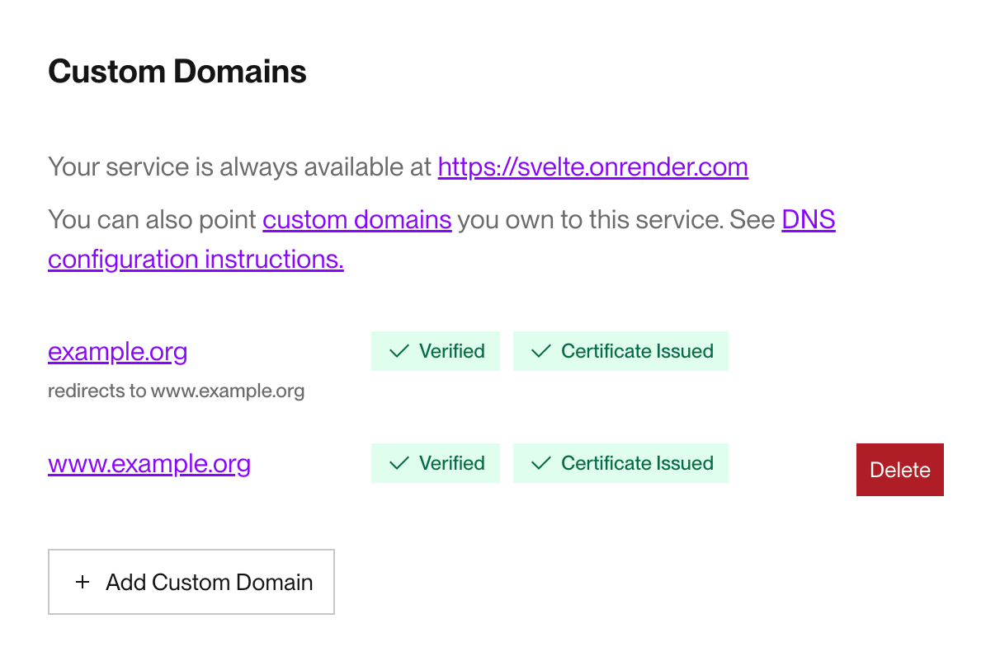 Custom Domains
Your service is always available at https://svelte.onrender.com
You can also point custom domains you own to this service. See DNS
configuration instructions.
example.org
Verified
Certificate Issued
redirects to www.example.org
www.example.org
Verified
Certificate Issued
Delete
+ Add Custom Domain